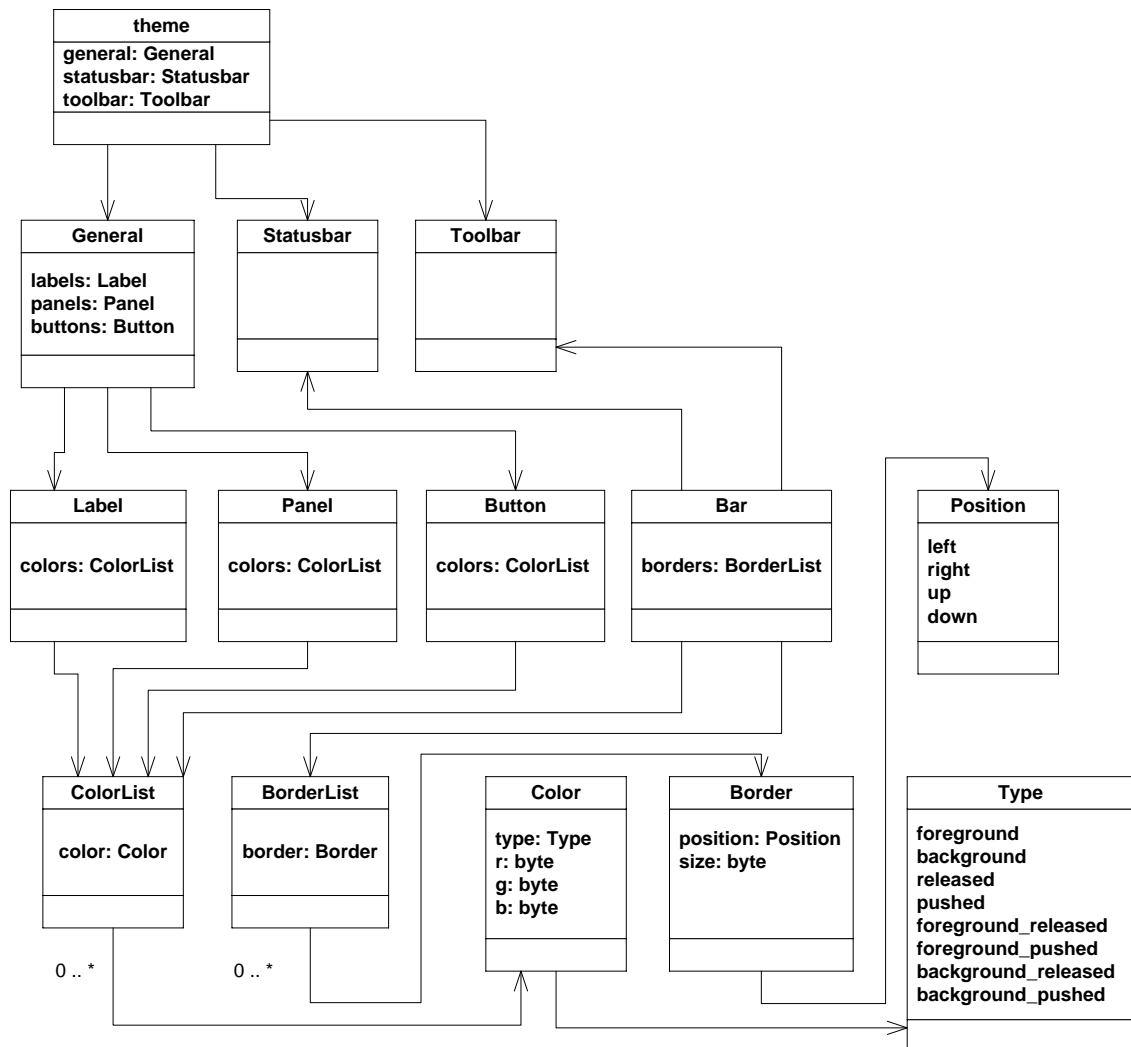 theme
general: General
statusbar: Statusbar
toolbar: Toolbar
General
labels: Label
panels: Panel
buttons: Button
Statusbar
Toolbar
Label
colors: ColorList
Panel
colors: ColorList
Button
colors: ColorList
Bar
borders: BorderList
Position
left
right
up
down
ColorList
color: Color
BorderList
border: Border
Color
type: Type
r: byte
g: byte
b: byte
Border
position: Position
size: byte
Type
foreground
background
released
pushed
foreground_released
foreground_pushed
background_released
background_pushed
0 .. *
0 .. *